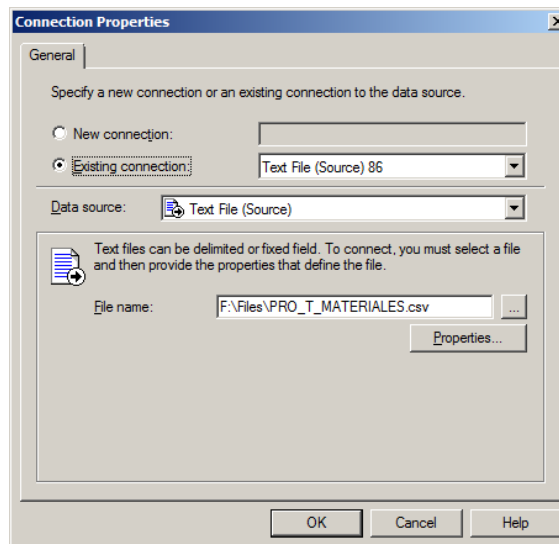 Connection Properties
General
Specify a new connection or an existing connection to the data source.
New connection:
Existing connection: Text File (Source) 86
Data source: Text File (Source)
Text files can be delimited or fixed field. To connect, you must select a file
and then provide the properties that define the file.
File name: F:\Files\PRO_T_MATERIALES.csv ...
Properties...
OK Cancel Help